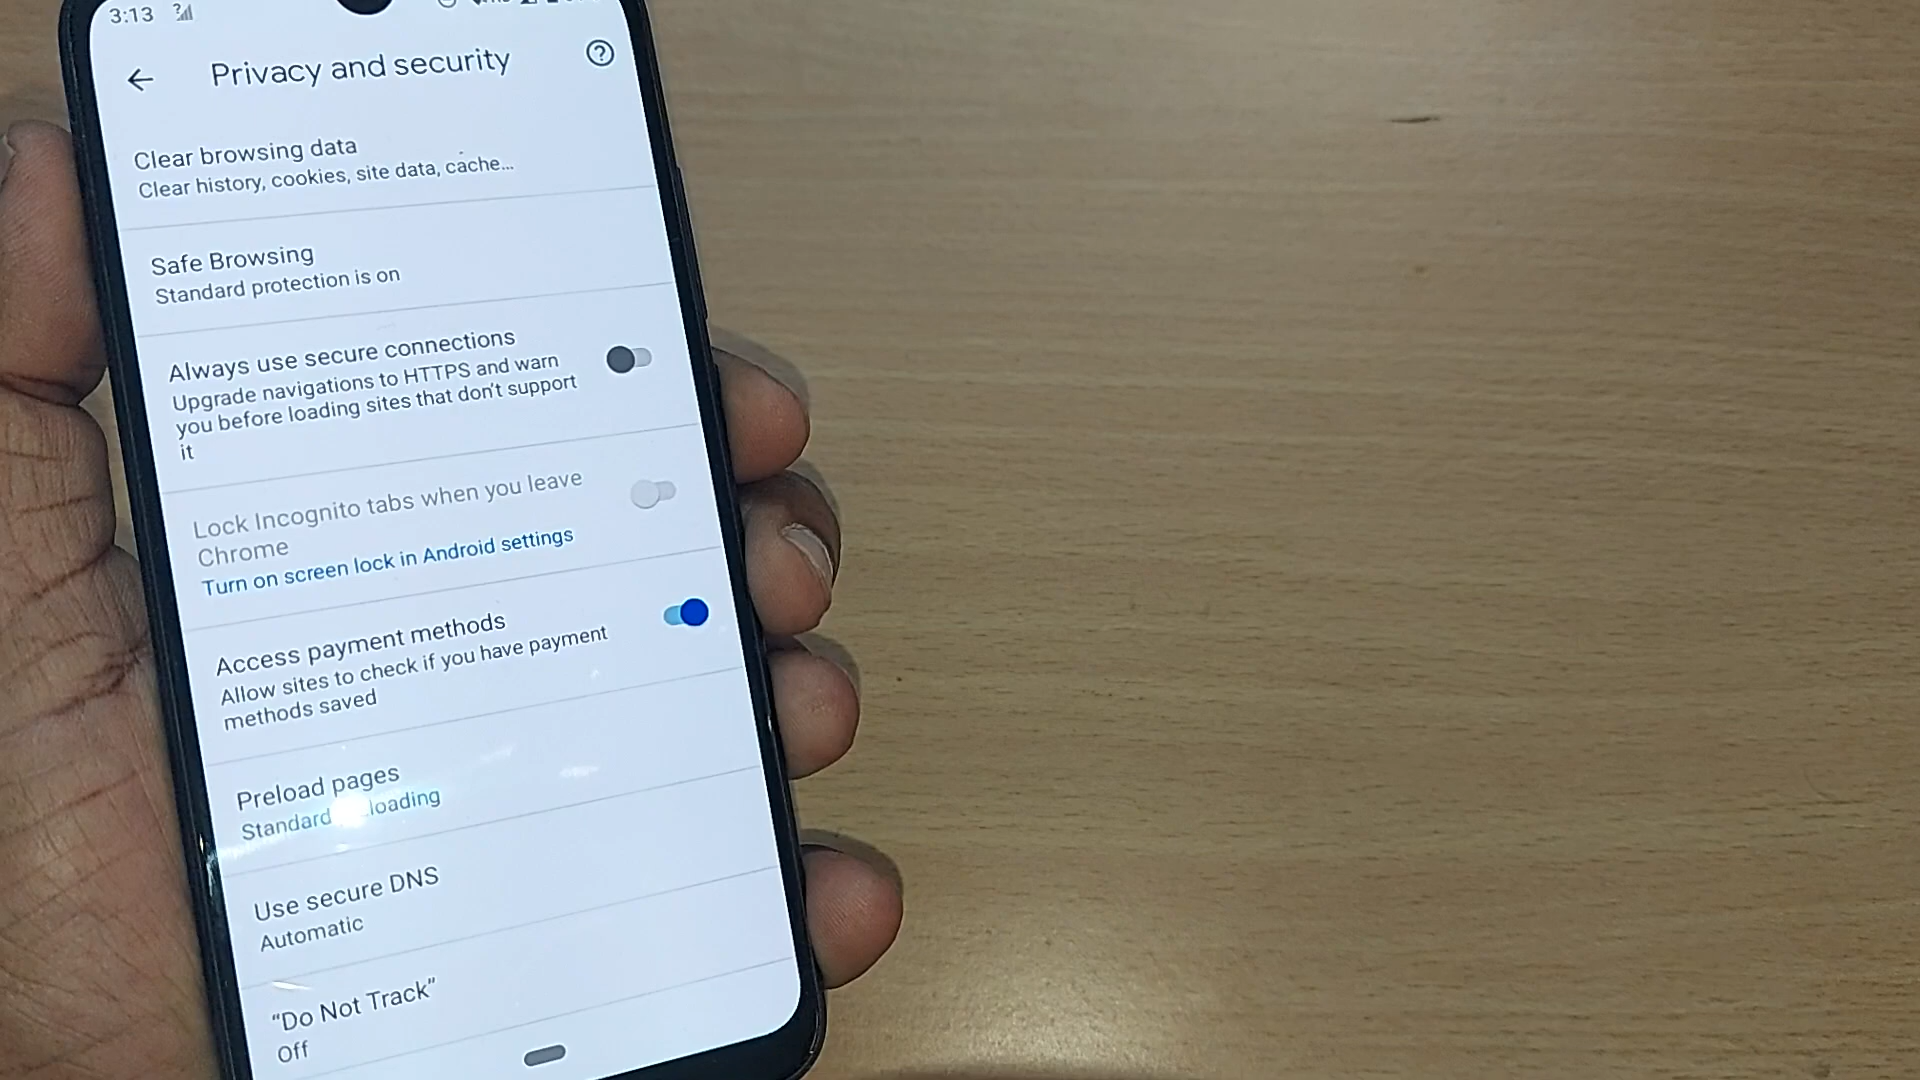 3:13
Privacy and security
Clear browsing data
Clear history, cookies, site data, cache...
Safe Browsing
Standard protection is on
Always use secure connections
Upgrade navigations to HTTPS and warn
you before loading sites that don't support
it
Lock Incognito tabs when you leave
Chrome
Turn on screen lock in Android settings
Access payment methods
Allow sites to check if you have payment
methods saved
Preload pages
Standard loading
Use secure DNS
Automatic
"Do Not Track"
Off